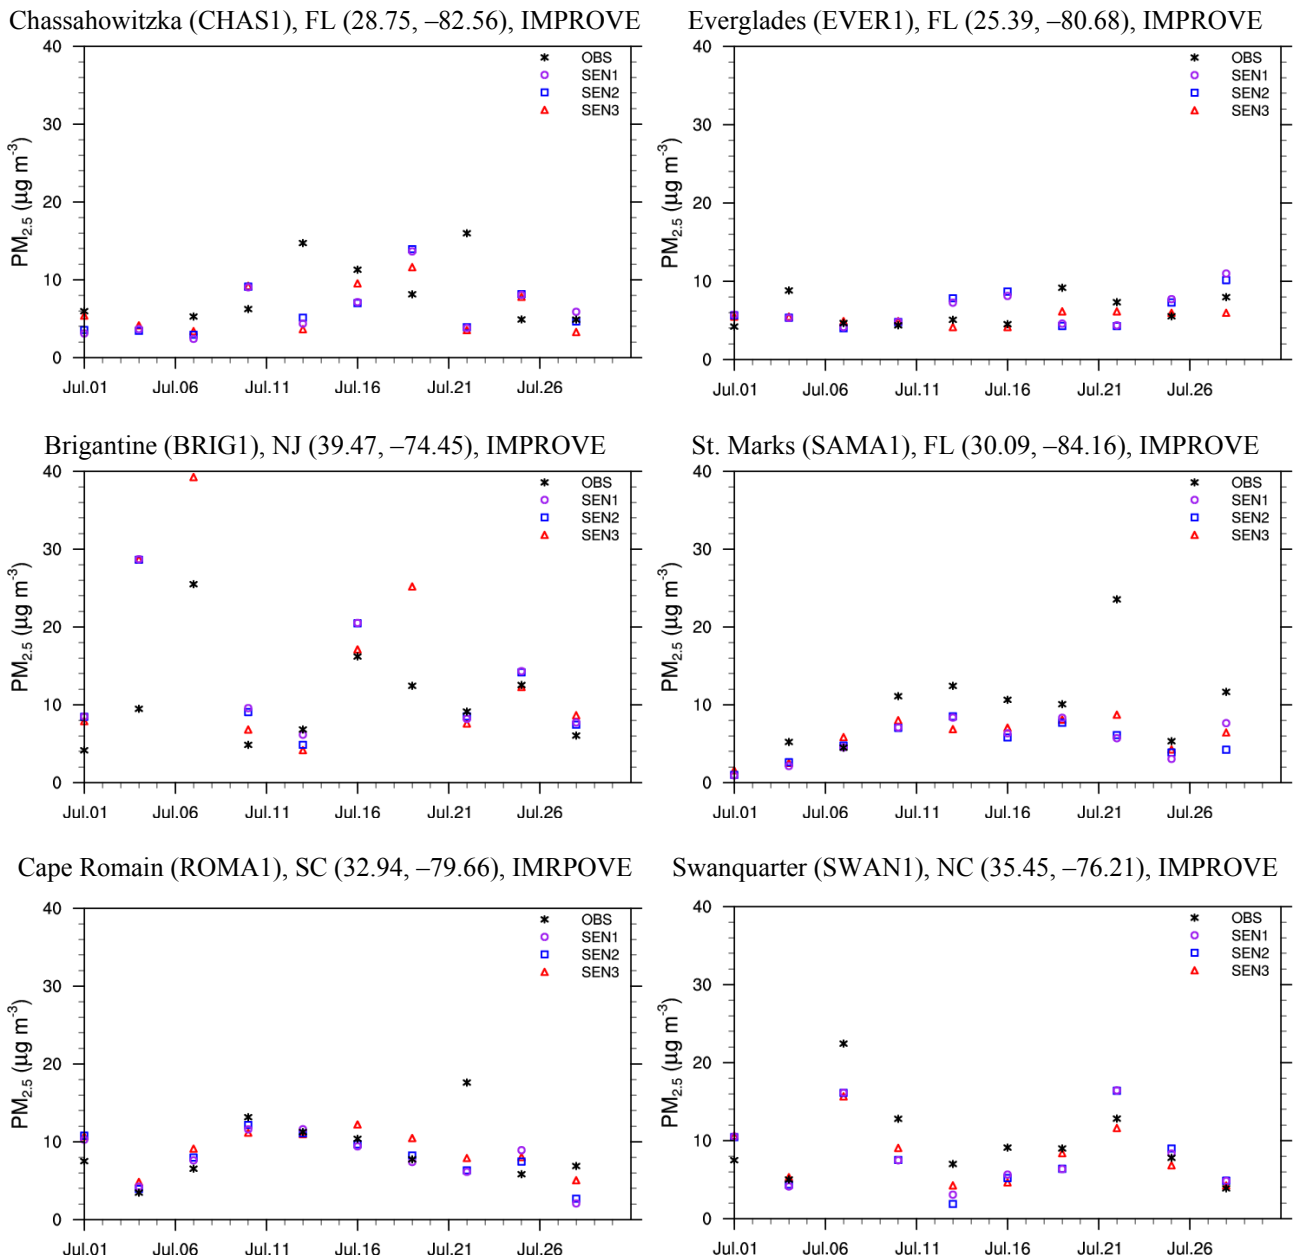 Chassahowitzka (CHAS1), FL (28.75, –82.56), IMPROVE
40
30
20
10
0
PM2.5 (μg m-3)
OBS
SEN1
SEN2
SEN3
Jul.01 Jul.06 Jul.11 Jul.16 Jul.21 Jul.26
Everglades (EVER1), FL (25.39, –80.68), IMPROVE
40
30
20
10
0
PM2.5 (μg m-3)
OBS
SEN1
SEN2
SEN3
Jul.01 Jul.06 Jul.11 Jul.16 Jul.21 Jul.26
Brigantine (BRIG1), NJ (39.47, –74.45), IMPROVE
40
30
20
10
0
PM2.5 (μg m-3)
OBS
SEN1
SEN2
SEN3
Jul.01 Jul.06 Jul.11 Jul.16 Jul.21 Jul.26
St. Marks (SAMA1), FL (30.09, –84.16), IMPROVE
40
30
20
10
0
PM2.5 (μg m-3)
OBS
SEN1
SEN2
SEN3
Jul.01 Jul.06 Jul.11 Jul.16 Jul.21 Jul.26
Cape Romain (ROMA1), SC (32.94, –79.66), IMRPOVE
40
30
20
10
0
PM2.5 (μg m-3)
OBS
SEN1
SEN2
SEN3
Jul.01 Jul.06 Jul.11 Jul.16 Jul.21 Jul.26
Swanquarter (SWAN1), NC (35.45, –76.21), IMPROVE
40
30
20
10
0
PM2.5 (μg m-3)
OBS
SEN1
SEN2
SEN3
Jul.01 Jul.06 Jul.11 Jul.16 Jul.21 Jul.26